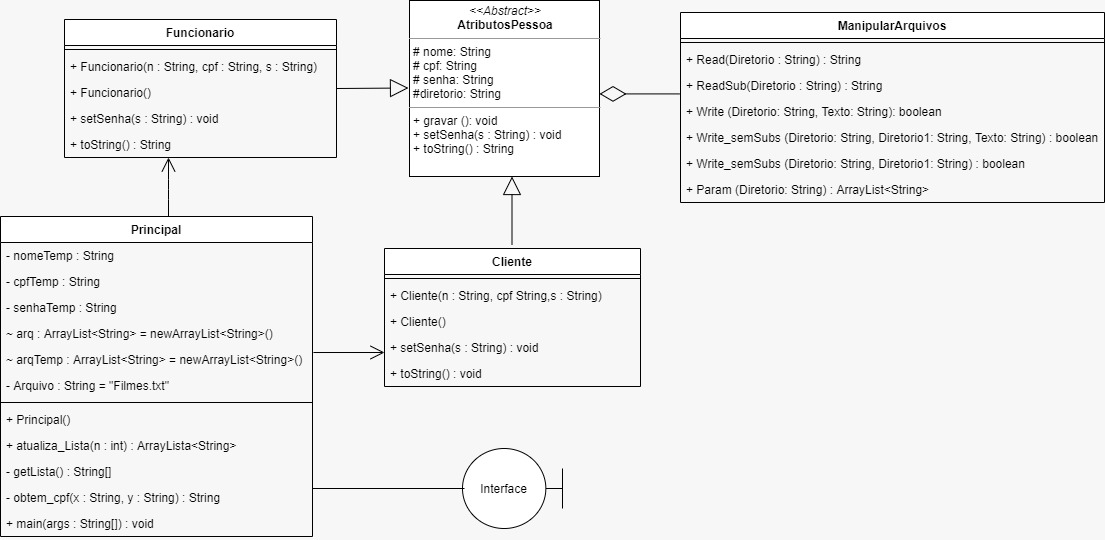 Funcionario
+ Funcionario(n : String, cpf : String, s : String)
+ Funcionario()
+ setSenha(s : String) : void
+ toString() : String
<<Abstract>>
AtributosPessoa
# nome: String
# cpf: String
# senha: String
#diretorio: String
+ gravar (): void
+ setSenha(s : String) : void
+ toString() : String
ManipularArquivos
+ Read(Diretorio : String) : String
+ ReadSub(Diretorio : String) : String
+ Write (Diretorio: String, Texto: String): boolean
+ Write_semSubs (Diretorio: String, Diretorio1: String, Texto: String) : boolean
+ Write_semSubs (Diretorio: String, Diretorio1: String) : boolean
+ Param (Diretorio: String) : ArrayList<String>
Principal
- nomeTemp : String
- cpfTemp : String
- senhaTemp : String
~ arq : ArrayList<String> = newArrayList<String>()
~ arqTemp : ArrayList<String> = newArrayList<String>()
- Arquivo : String = "Filmes.txt"
+ Principal()
+ atualiza_Lista(n : int) : ArrayLista<String>
- getLista() : String[]
- obtem_cpf(x : String, y : String) : String
+ main(args : String[]) : void
Cliente
+ Cliente(n : String, cpf String,s : String)
+ Cliente()
+ setSenha(s : String) : void
+ toString() : void
Interface